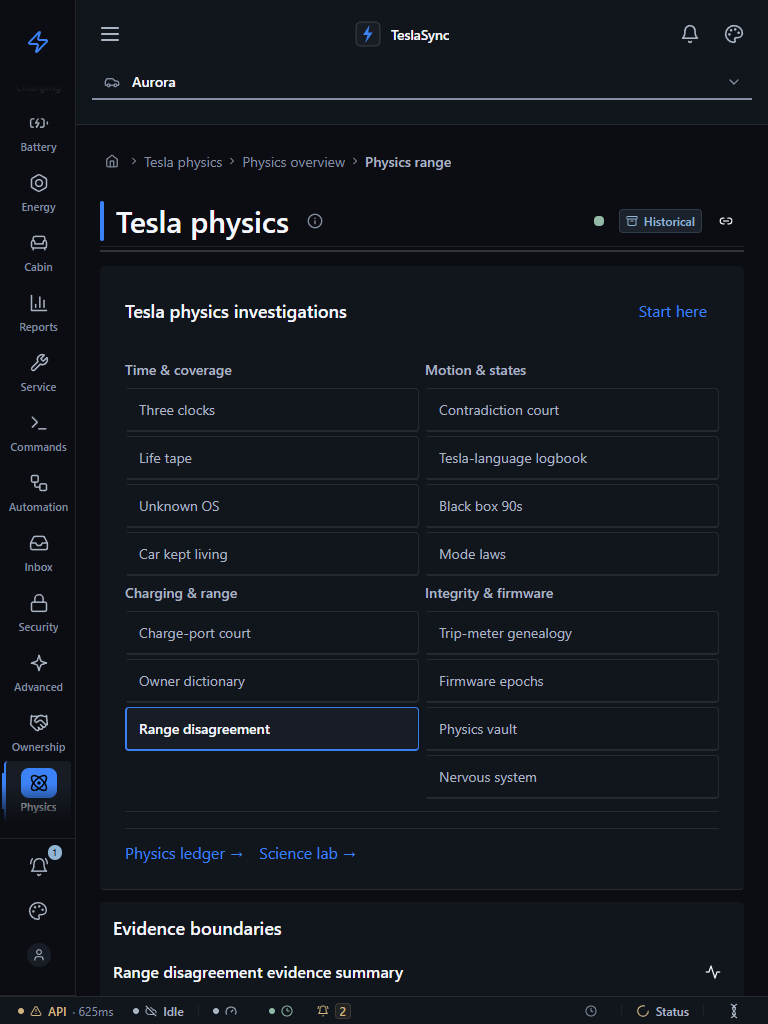 TeslaSync
Aurora
Charging
Battery
Energy
Cabin
Reports
Service
Commands
Automation
Inbox
Security
Advanced
Ownership
Physics
1
Tesla physics > Physics overview > Physics range
Tesla physics
Historical
Tesla physics investigations
Start here
Time & coverage
Three clocks
Life tape
Unknown OS
Car kept living
Motion & states
Contradiction court
Tesla-language logbook
Black box 90s
Mode laws
Charging & range
Charge-port court
Owner dictionary
Range disagreement
Integrity & firmware
Trip-meter genealogy
Firmware epochs
Physics vault
Nervous system
Physics ledger →
Science lab →
Evidence boundaries
Range disagreement evidence summary
API · 625ms
Idle
2
Status